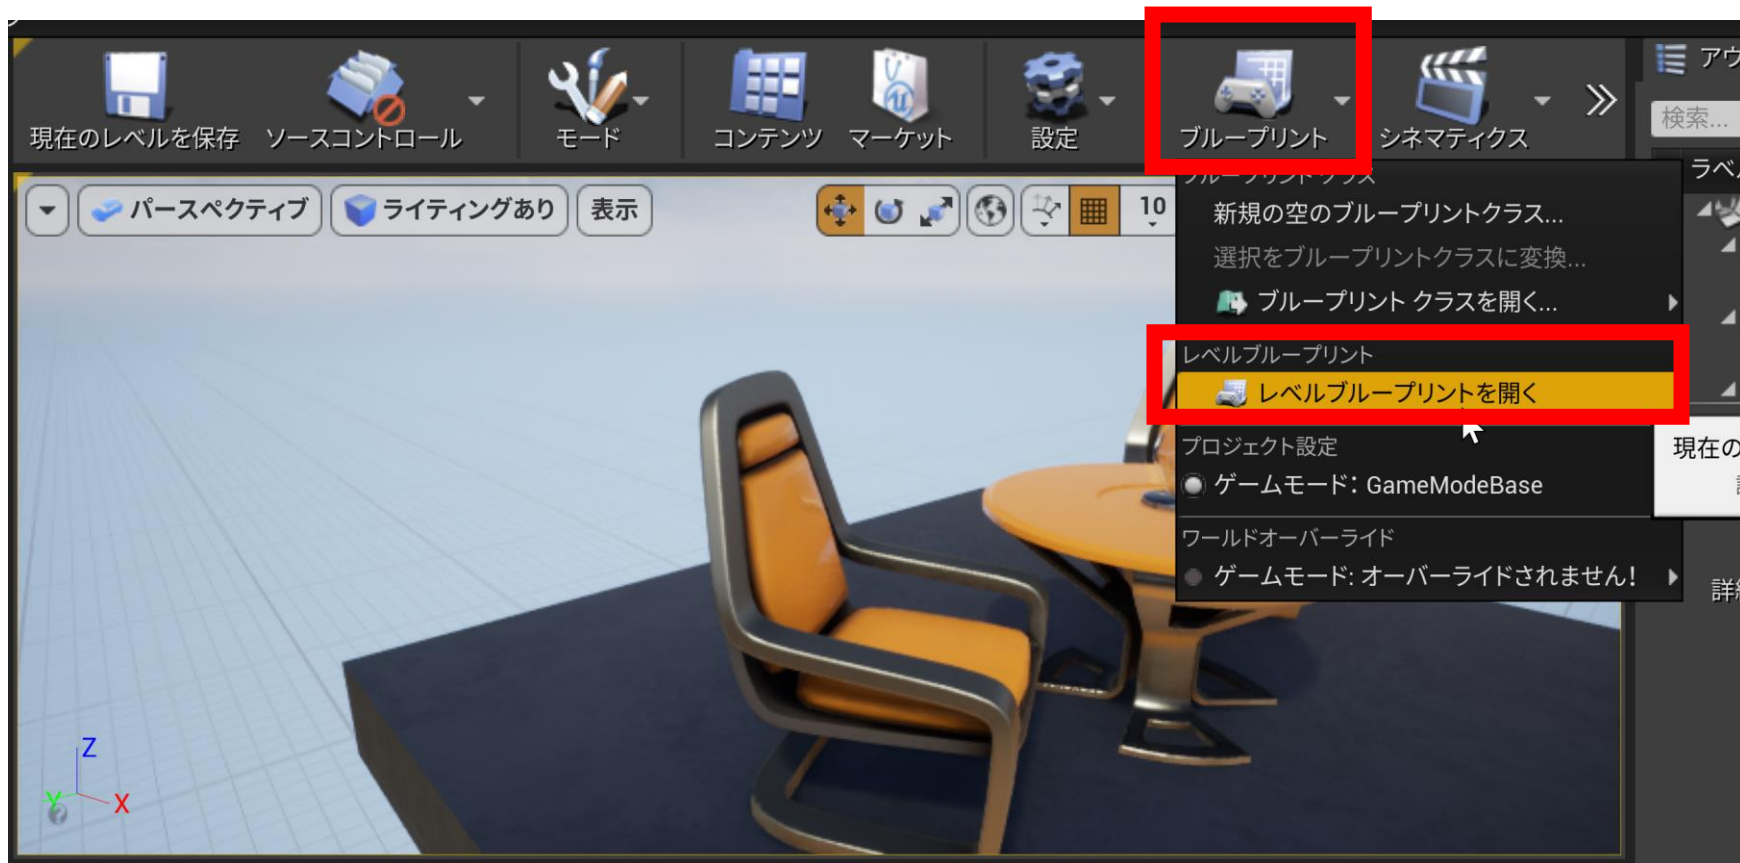 現在のレベルを保存
ソースコントロール
モード
コンテンツ
マーケット
設定
ブループリント
シネマティクス
検索...
パースペクティブ
ライティングあり
表示
10
ブループリント クラス
新規の空のブループリントクラス...
選択をブループリントクラスに変換...
ブループリント クラスを開く...
レベルブループリント
レベルブループリントを開く
プロジェクト設定
ゲームモード: GameModeBase
ワールドオーバーライド
ゲームモード: オーバーライドされません!
現在の
Z
Y
X